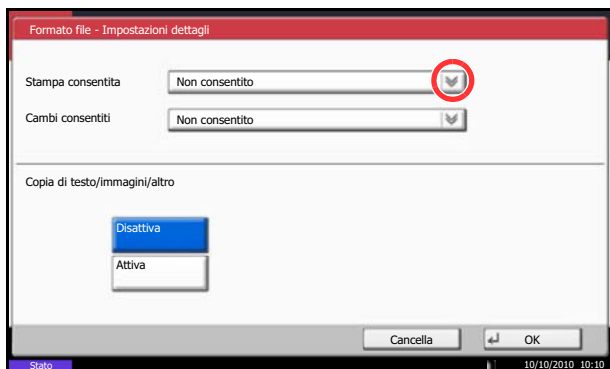 Formato file - Impostazioni dettagli
Stampa consentita Non consentito
Cambi consentiti Non consentito
Copia di testo/immagini/altro
Disattiva
Attiva
Cancella OK
Stato 10/10/2010 10:10